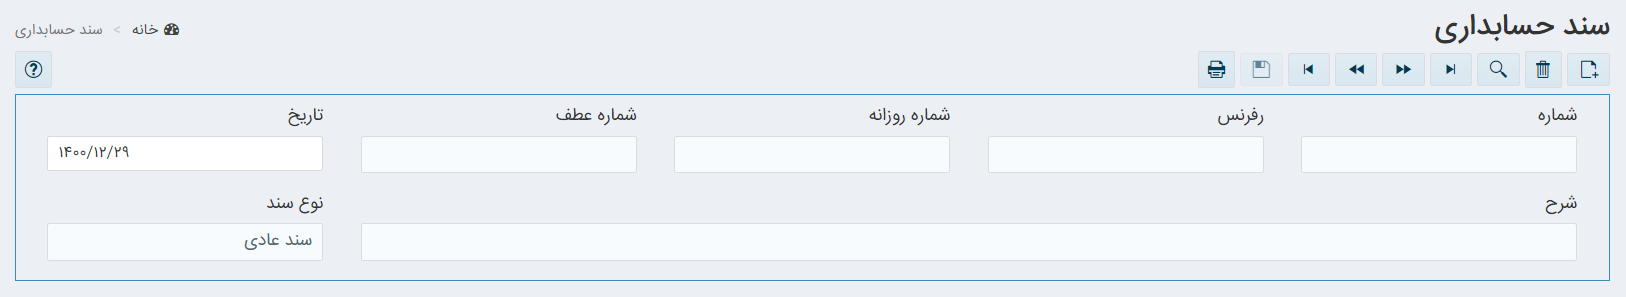 سند حسابداری
خانه > سند حسابداری
شماره
رفرنس
شماره روزانه
شماره عطف
تاریخ
۱۴۰۰/۱۲/۲۹
شرح
نوع سند
سند عادی